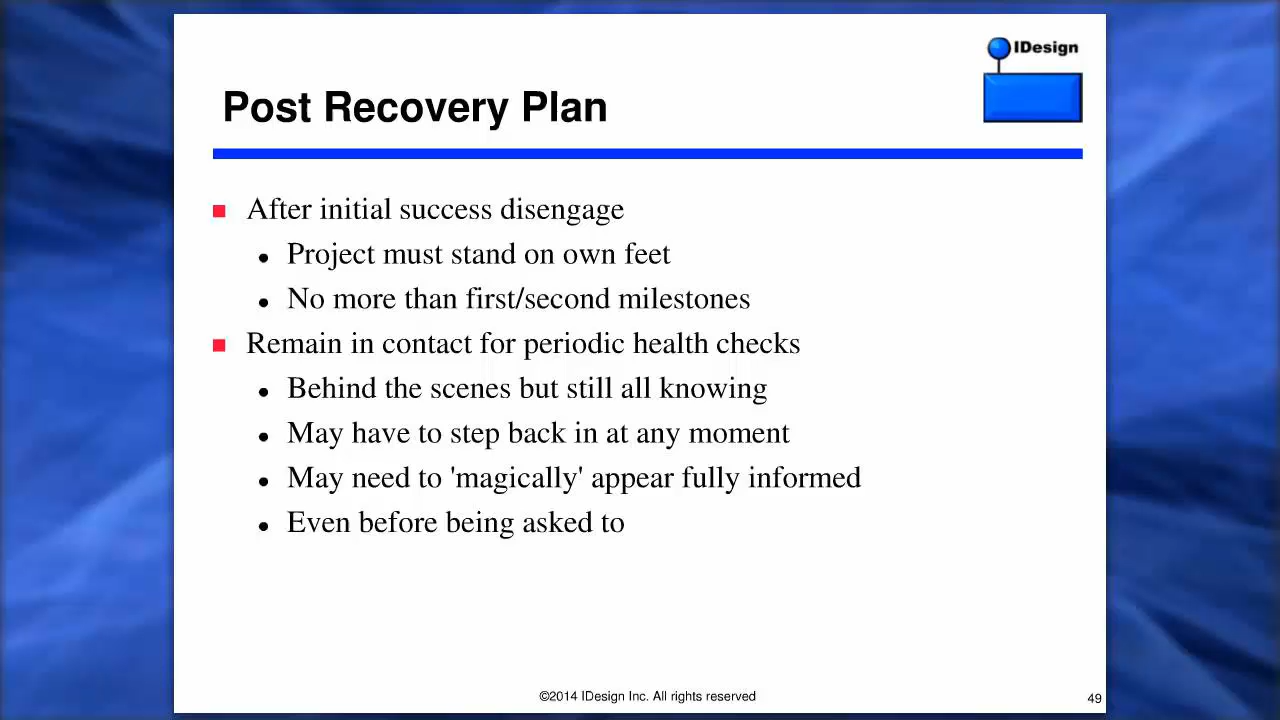 IDesign
Post Recovery Plan
After initial success disengage
Project must stand on own feet
No more than first/second milestones
Remain in contact for periodic health checks
Behind the scenes but still all knowing
May have to step back in at any moment
May need to 'magically' appear fully informed
Even before being asked to
©2014 IDesign Inc. All rights reserved
49